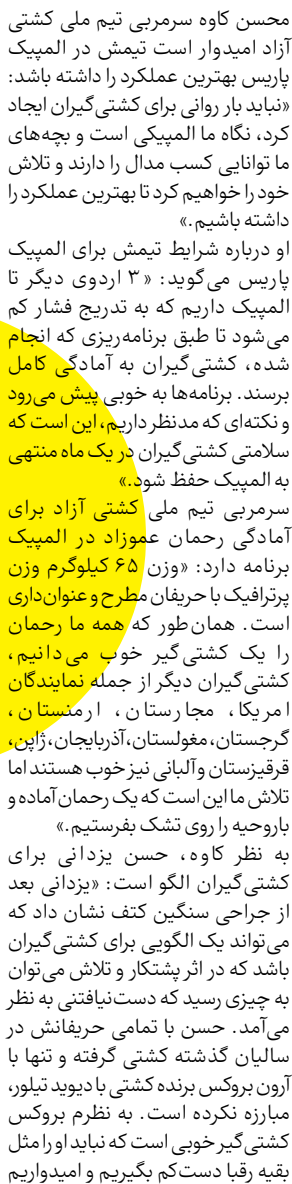 محسن کاوه سرمربی تیم ملی کشتی
آزاد امیدوار است تیمش در المپیک
پاریس بهترین عملکرد را داشته باشد:
«نباید بار روانی برای کشتی‌گیران ایجاد
کرد، نگاه ما المپیکی است و بچه‌های
ما توانایی کسب مدال را دارند و تلاش
خود را خواهیم کرد تا بهترین عملکرد را
داشته باشیم.»
او درباره شرایط تیمش برای المپیک
پاریس می‌گوید: «۳ اردوی دیگر تا
المپیک داریم که به تدریج فشار کم
می‌شود تا طبق برنامه‌ریزی که انجام
شده، کشتی‌گیران به آمادگی کامل
برسند. برنامه‌ها به خوبی پیش می‌رود
و نکته‌ای که مدنظر داریم، این است که
سلامتی کشتی‌گیران در یک ماه منتهی
به المپیک حفظ شود.»
سرمربی تیم ملی کشتی آزاد برای
آمادگی رحمان عموزاد در المپیک
برنامه دارد: «وزن ۶۵ کیلوگرم وزن
پرترافیک با حریفان مطرح و عنوان‌داری
است. همان‌طور که همه ما رحمان
را یک کشتی‌گیر خوب می‌دانیم،
کشتی‌گیران دیگر از جمله نمایندگان
امریکا، مجارستان، ارمنستان،
گرجستان، مغولستان، آذربایجان، ژاپن،
قرقیزستان و آلبانی نیز خوب هستند اما
تلاش ما این است که یک رحمان آماده و
باروحیه را روی تشک بفرستیم.»
به نظر کاوه، حسن یزدانی برای
کشتی‌گیران الگو است: «یزدانی بعد
از جراحی سنگین کتف نشان داد که
می‌تواند یک الگویی برای کشتی‌گیران
باشد که در اثر پشتکار و تلاش می‌توان
به چیزی رسید که دست‌نیافتنی به نظر
می‌آمد. حسن با تمامی حریفانش در
سالیان گذشته کشتی گرفته و تنها با
آرون بروکس برنده کشتی با دیوید تیلور،
مبارزه نکرده است. به نظرم بروکس
کشتی‌گیر خوبی است که نباید او را مثل
بقیه رقبا دست‌کم بگیریم و امیدواریم